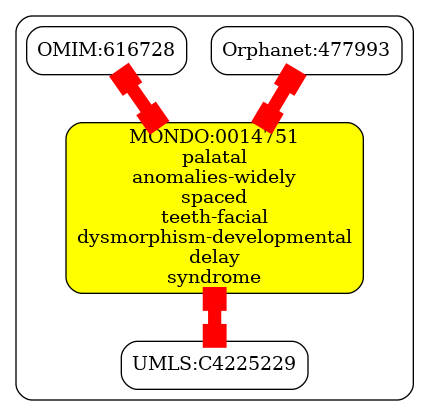 OMIM:616728
Orphanet:477993
MONDO:0014751
palatal
anomalies-widely
spaced
teeth-facial
dysmorphism-developmental
delay
syndrome
UMLS:C4225229